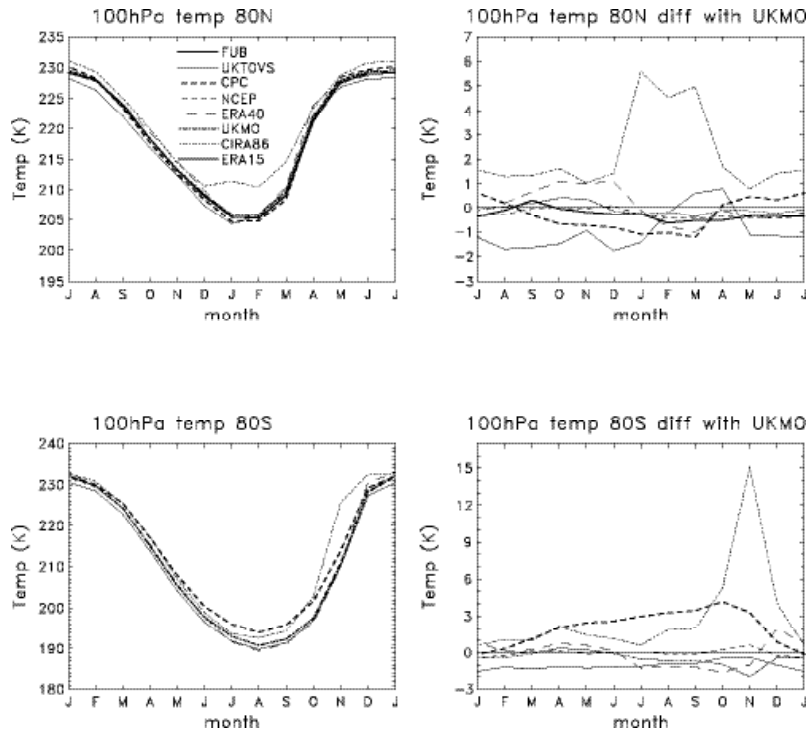 100hPa temp 80N
235
230
225
220
215
210
205
200
195
Temp (K)
FUB
UKTOVS
CPC
NCEP
ERA40
UKMO
CIRA86
ERA15
J A S O N D J F M A M J J
month
100hPa temp 80N diff with UKMO
7
6
5
4
3
2
1
0
-1
-2
-3
Temp (K)
J A S O N D J F M A M J J
month
100hPa temp 80S
240
230
220
210
200
190
180
Temp (K)
J F M A M J J A S O N D J
month
100hPa temp 80S diff with UKMO
15
12
9
6
3
0
-3
Temp (K)
J F M A M J J A S O N D J
month